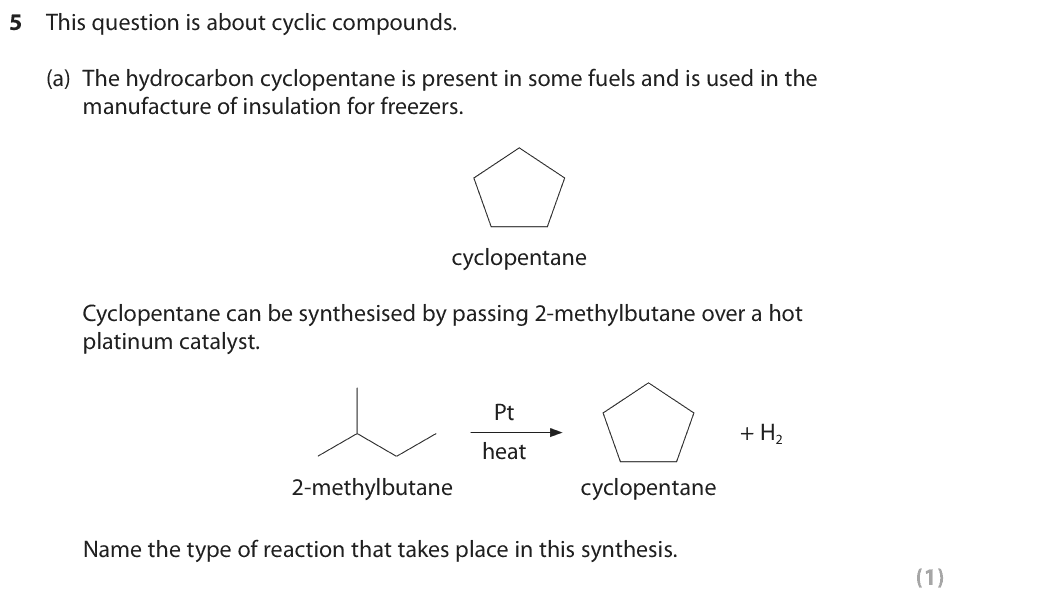 5 This question is about cyclic compounds.
(a) The hydrocarbon cyclopentane is present in some fuels and is used in the
manufacture of insulation for freezers.
cyclopentane
Cyclopentane can be synthesised by passing 2-methylbutane over a hot
platinum catalyst.
Pt
heat
+ H₂
2-methylbutane cyclopentane
Name the type of reaction that takes place in this synthesis.
(1)